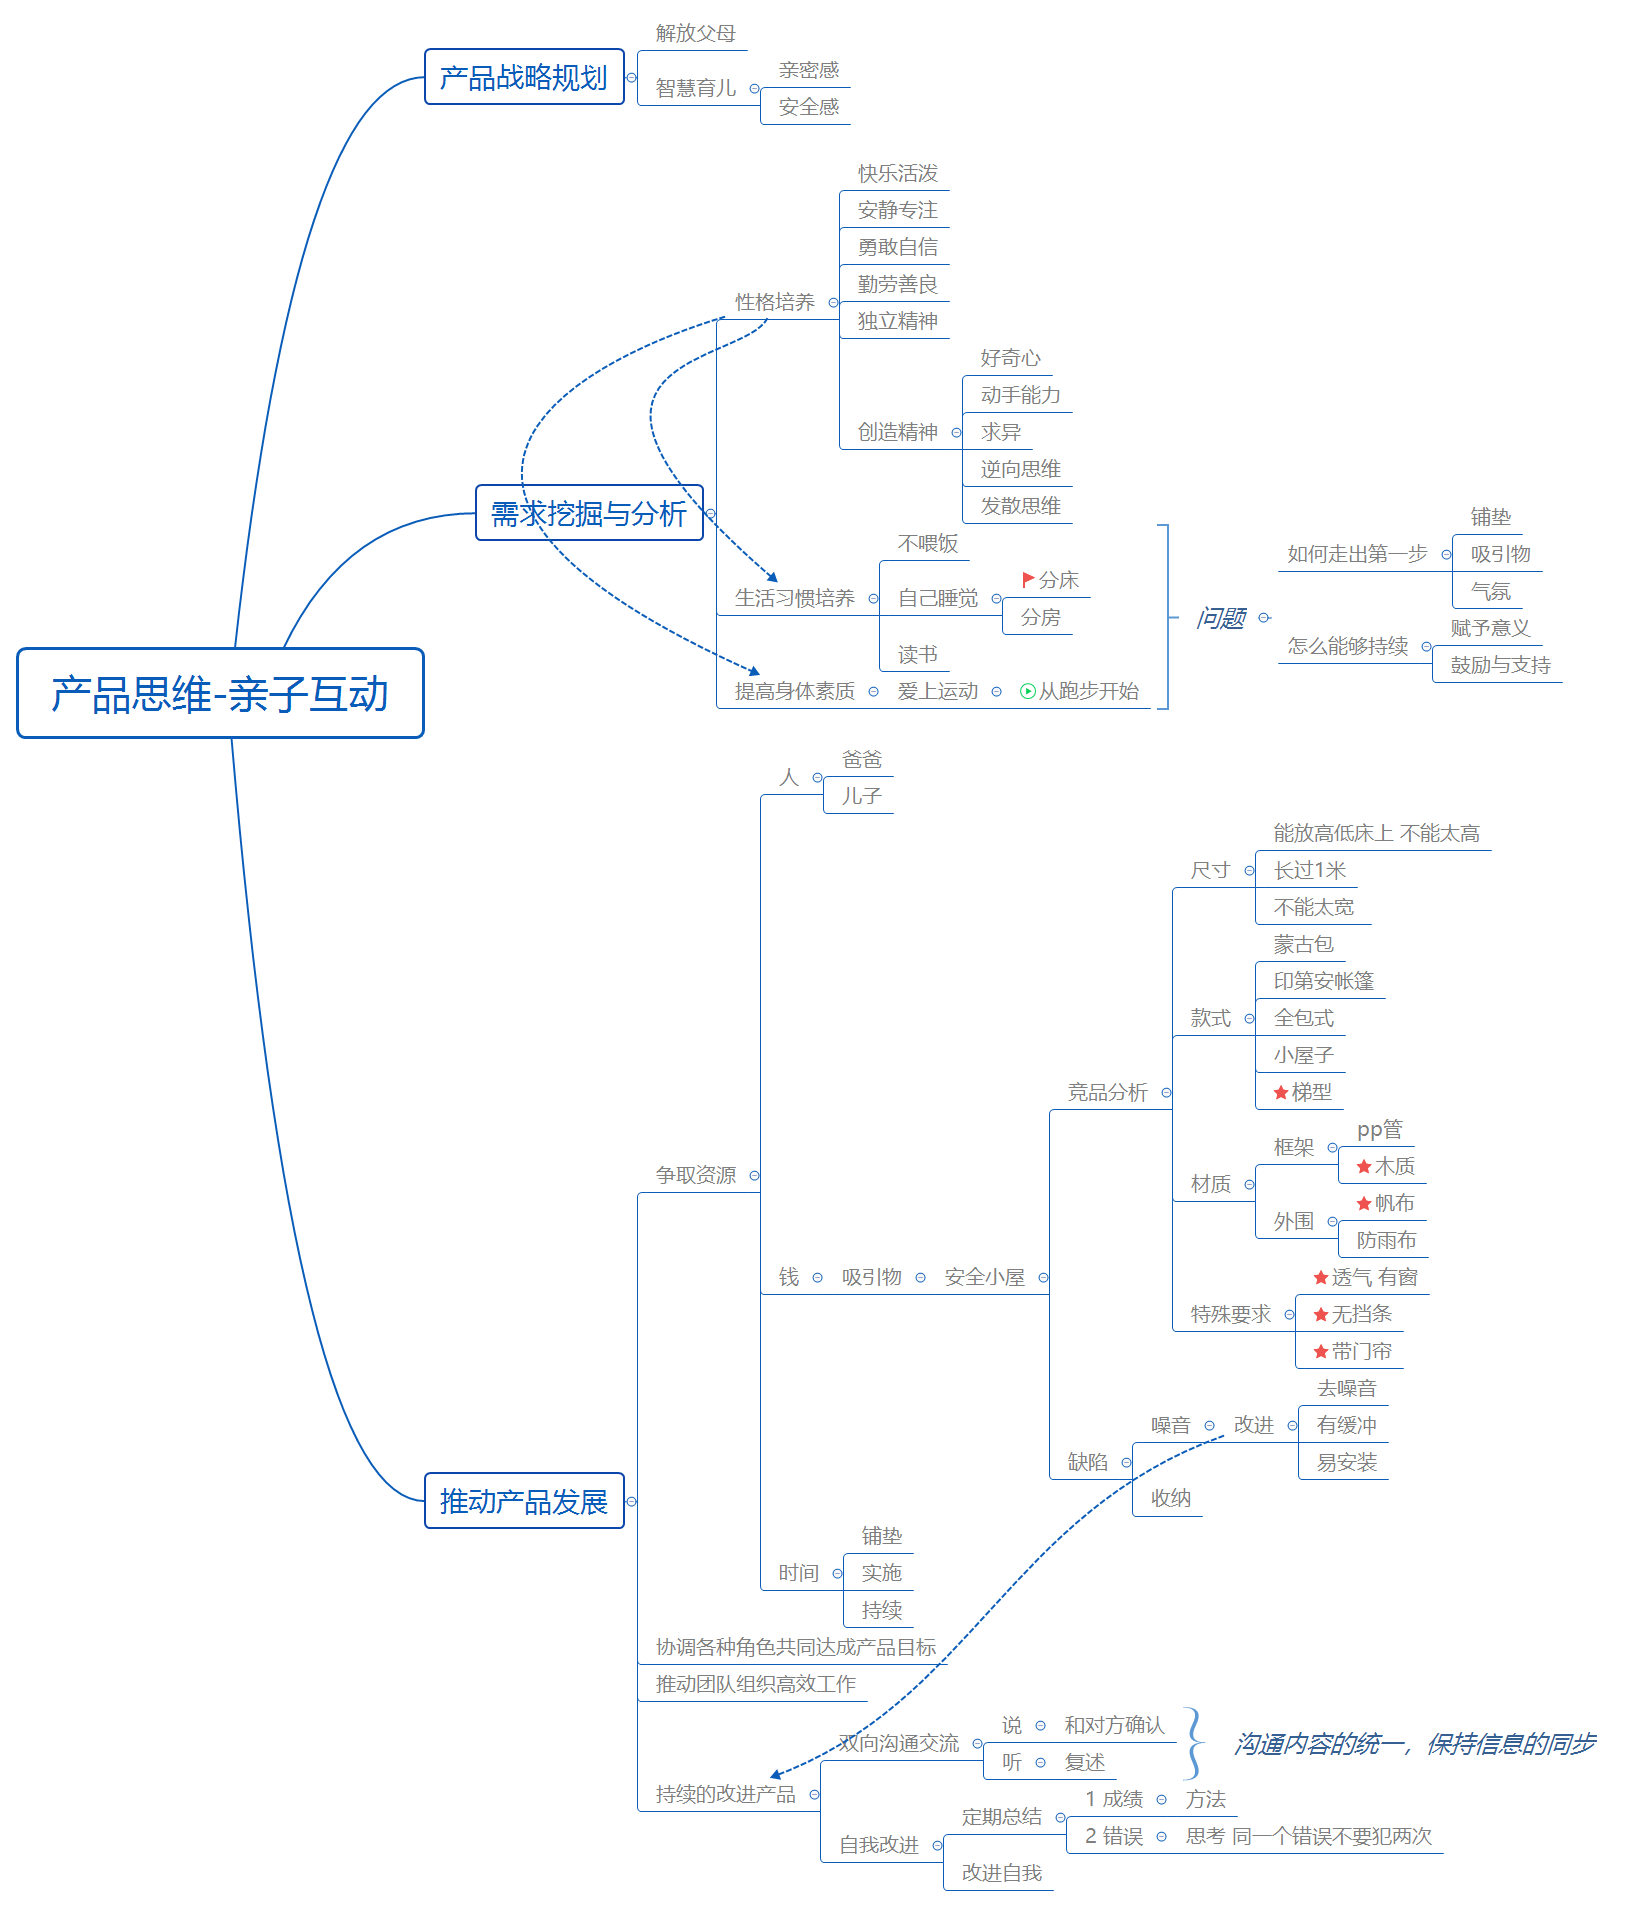 产品思维-亲子互动
产品战略规划
解放父母
智慧育儿
亲密感
安全感
需求挖掘与分析
性格培养
快乐活泼
安静专注
勇敢自信
勤劳善良
独立精神
创造精神
好奇心
动手能力
求异
逆向思维
发散思维
生活习惯培养
不喂饭
自己睡觉
分床
分房
读书
提高身体素质
爱上运动
从跑步开始
问题
如何走出第一步
铺垫
吸引物
气氛
怎么能够持续
赋予意义
鼓励与支持
推动产品发展
争取资源
人
爸爸
儿子
钱
吸引物
安全小屋
竞品分析
尺寸
能放高低床上 不能太高
长过1米
不能太宽
款式
蒙古包
印第安帐篷
全包式
小屋子
梯型
材质
框架
pp管
木质
外围
帆布
防雨布
特殊要求
透气 有窗
无挡条
带门帘
缺陷
噪音
改进
去噪音
有缓冲
易安装
收纳
时间
铺垫
实施
持续
协调各种角色共同达成产品目标
推动团队组织高效工作
持续的改进产品
双向沟通交流
说
和对方确认
听
复述
沟通内容的统一，保持信息的同步
自我改进
定期总结
1 成绩
方法
2 错误
思考 同一个错误不要犯两次
改进自我